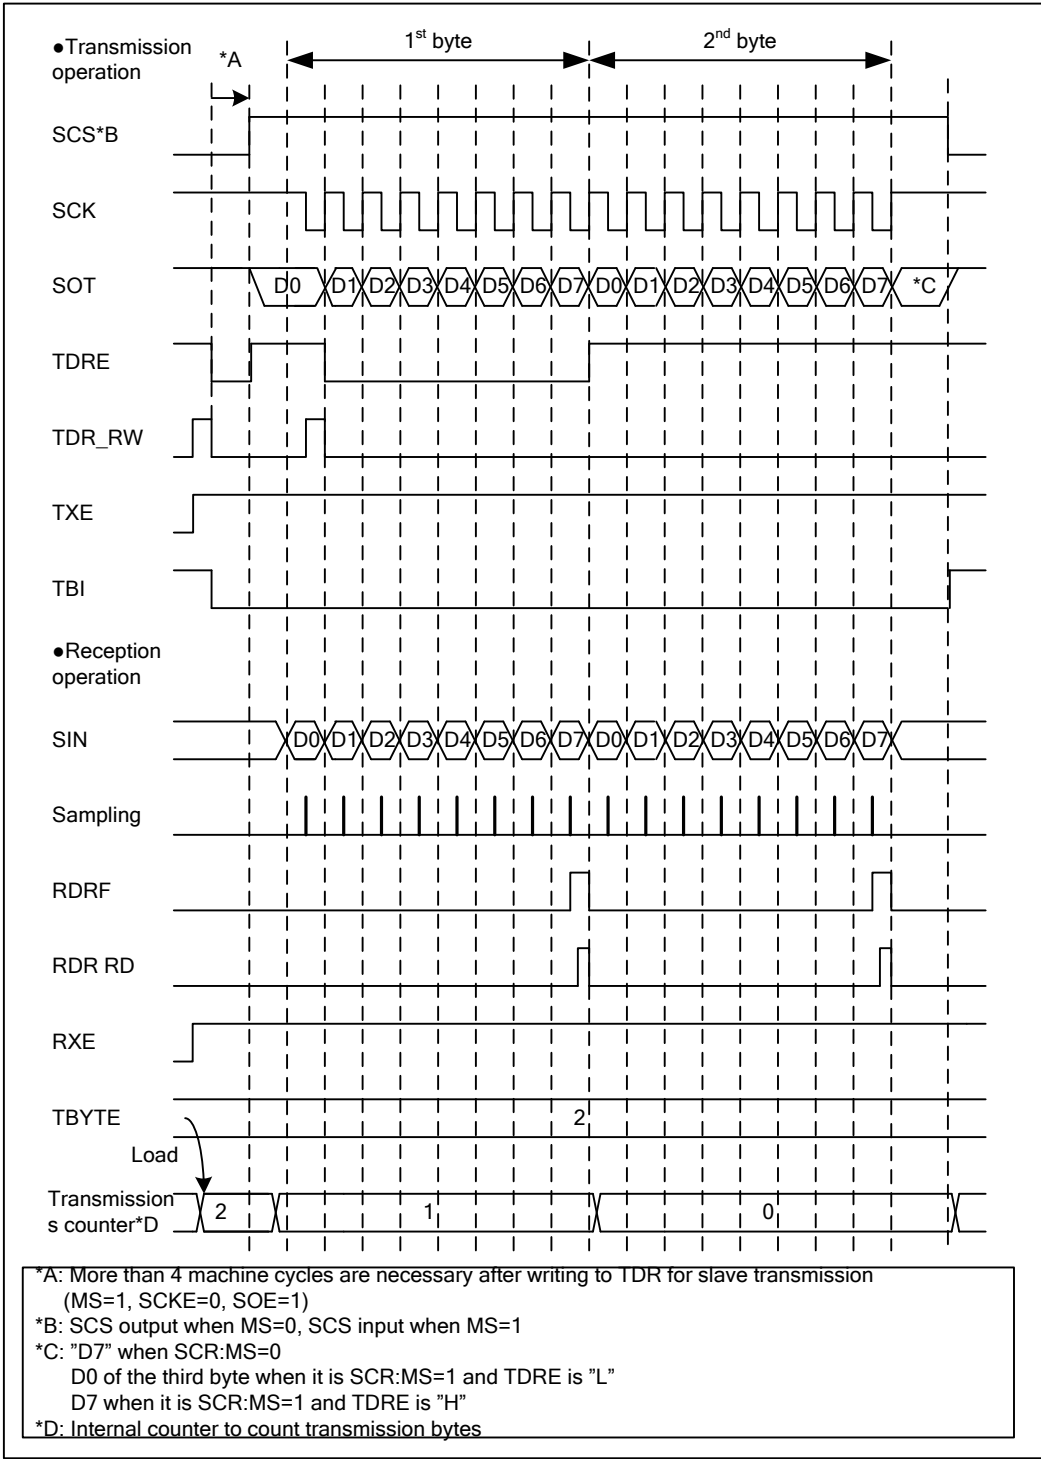 ●Transmission
operation
*A
1st byte
2nd byte
SCS*B
SCK
SOT
D0 D1 D2 D3 D4 D5 D6 D7 D0 D1 D2 D3 D4 D5 D6 D7 *C
TDRE
TDR_RW
TXE
TBI
●Reception
operation
SIN
D0 D1 D2 D3 D4 D5 D6 D7 D0 D1 D2 D3 D4 D5 D6 D7
Sampling
RDRF
RDR RD
RXE
TBYTE
2
Load
Transmission
s counter*D
2 1 0
*A: More than 4 machine cycles are necessary after writing to TDR for slave transmission
(MS=1, SCKE=0, SOE=1)
*B: SCS output when MS=0, SCS input when MS=1
*C: ”D7” when SCR:MS=0
D0 of the third byte when it is SCR:MS=1 and TDRE is ”L”
D7 when it is SCR:MS=1 and TDRE is ”H”
*D: Internal counter to count transmission bytes